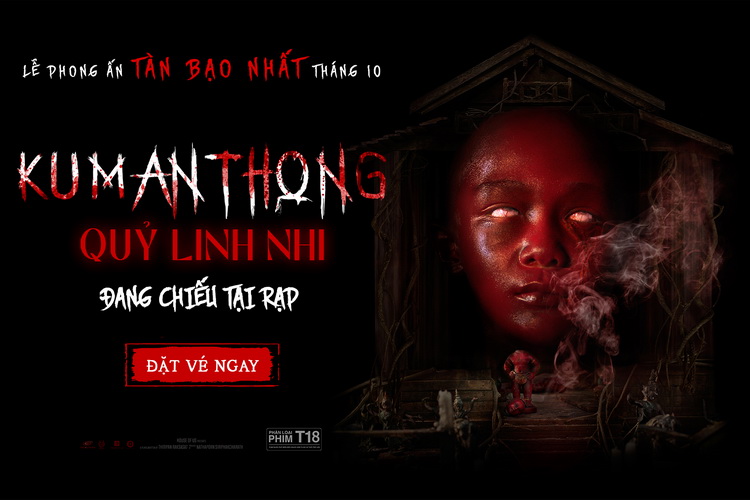 LỄ PHONG ẤN TÀN BẠO NHẤT THÁNG 10
KUMANTHONG
QUỶ LINH NHI
ĐANG CHIẾU TẠI RẠP
ĐẶT VÉ NGAY
PHÂN LOẠI
PHIM T18